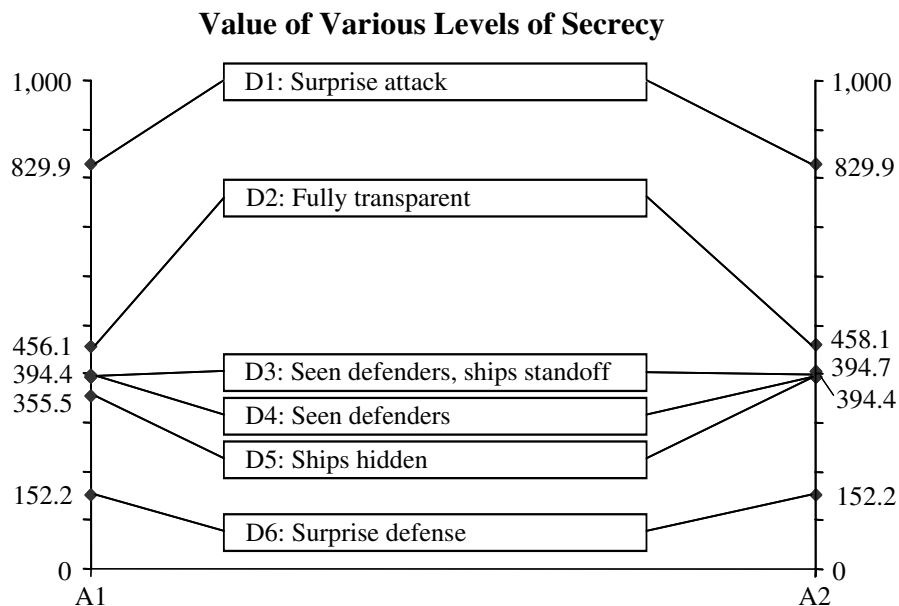 Value of Various Levels of Secrecy
1,000
D1: Surprise attack
1,000
829.9
829.9
D2: Fully transparent
456.1
458.1
394.4
D3: Seen defenders, ships standoff
394.7
355.5
D4: Seen defenders
394.4
D5: Ships hidden
152.2
152.2
D6: Surprise defense
0
0
A1
A2